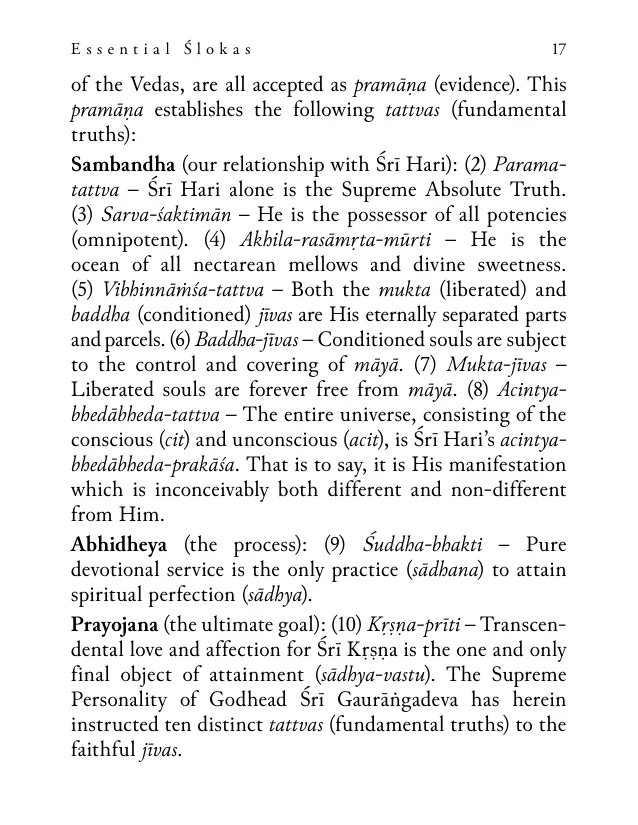 Essential Ślokas 17
of the Vedas, are all accepted as pramāṇa (evidence). This
pramāṇa establishes the following tattvas (fundamental
truths):
Sambandha (our relationship with Śrī Hari): (2) Parama-
tattva – Śrī Hari alone is the Supreme Absolute Truth.
(3) Sarva-śaktimān – He is the possessor of all potencies
(omnipotent). (4) Akhila-rasāmṛta-mūrti – He is the
ocean of all nectarean mellows and divine sweetness.
(5) Vibhinnāṁśa-tattva – Both the mukta (liberated) and
baddha (conditioned) jīvas are His eternally separated parts
and parcels. (6) Baddha-jīvas – Conditioned souls are subject
to the control and covering of māyā. (7) Mukta-jīvas –
Liberated souls are forever free from māyā. (8) Acintya-
bhedābheda-tattva – The entire universe, consisting of the
conscious (cit) and unconscious (acit), is Śrī Hari's acintya-
bhedābheda-prakāśa. That is to say, it is His manifestation
which is inconceivably both different and non-different
from Him.
Abhidheya (the process): (9) Śuddha-bhakti – Pure
devotional service is the only practice (sādhana) to attain
spiritual perfection (sādhya).
Prayojana (the ultimate goal): (10) Kṛṣṇa-prīti – Transcen-
dental love and affection for Śrī Kṛṣṇa is the one and only
final object of attainment (sādhya-vastu). The Supreme
Personality of Godhead Śrī Gaurāṅgadeva has herein
instructed ten distinct tattvas (fundamental truths) to the
faithful jīvas.